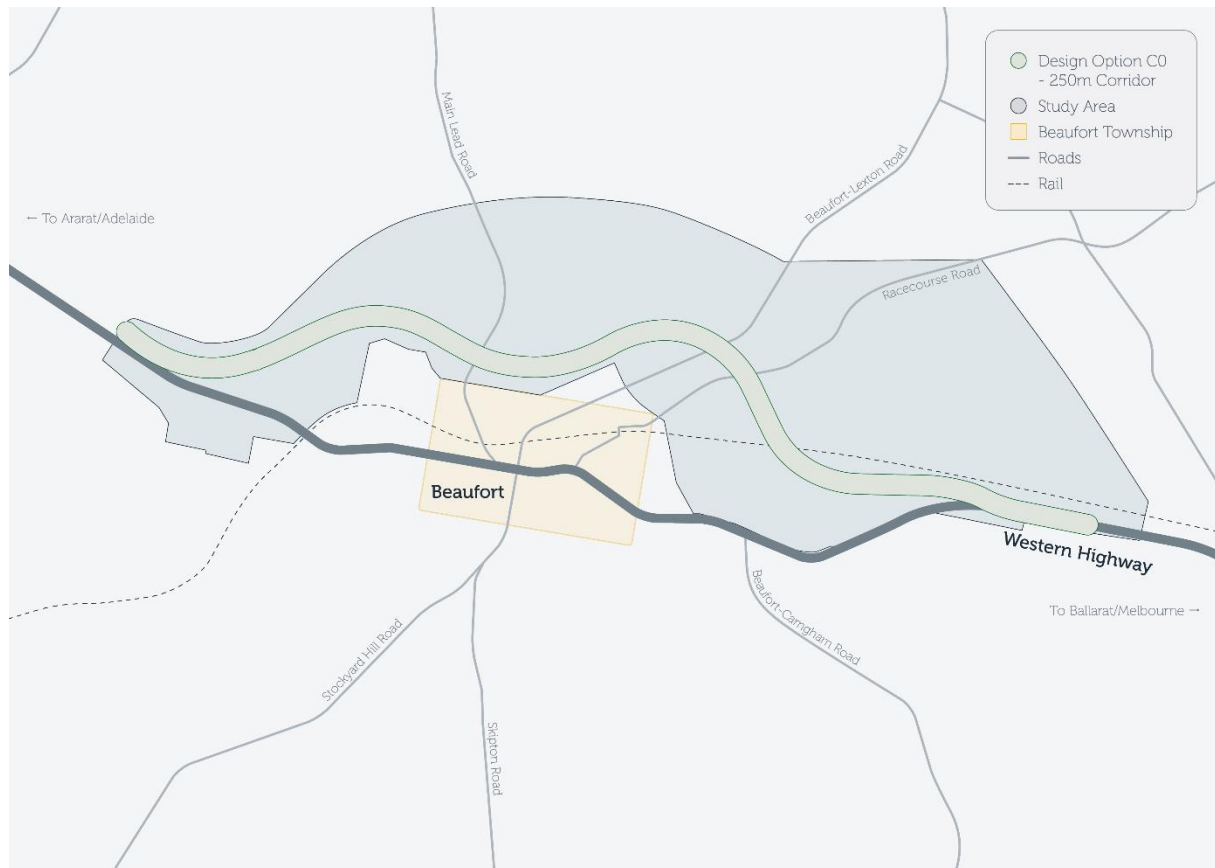 Design Option C0
- 250m Corridor
Study Area
Beaufort Township
Roads
Rail
Main Lead Road
Beaufort-Lexton Road
← To Ararat/Adelaide
Racecourse Road
Beaufort
Western Highway
Beaufort-Carngham Road
To Ballarat/Melbourne →
Stockyard Hill Road
Skipton Road